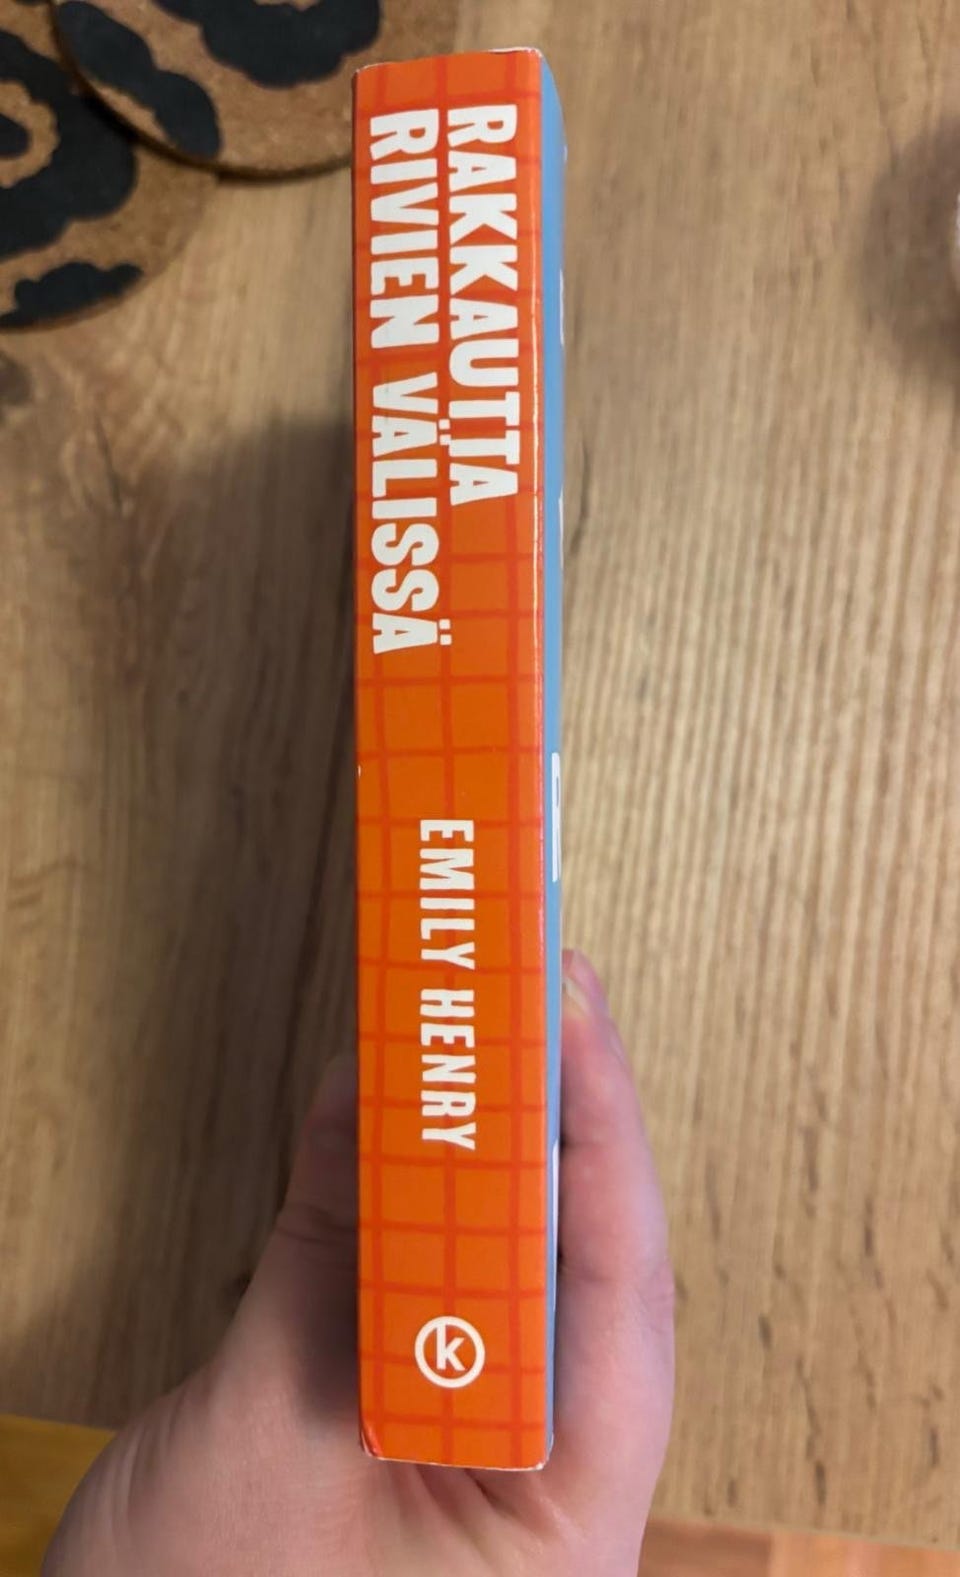 RAKKAUTTA
RIVIEN VÄLISSÄ
EMILY HENRY
k